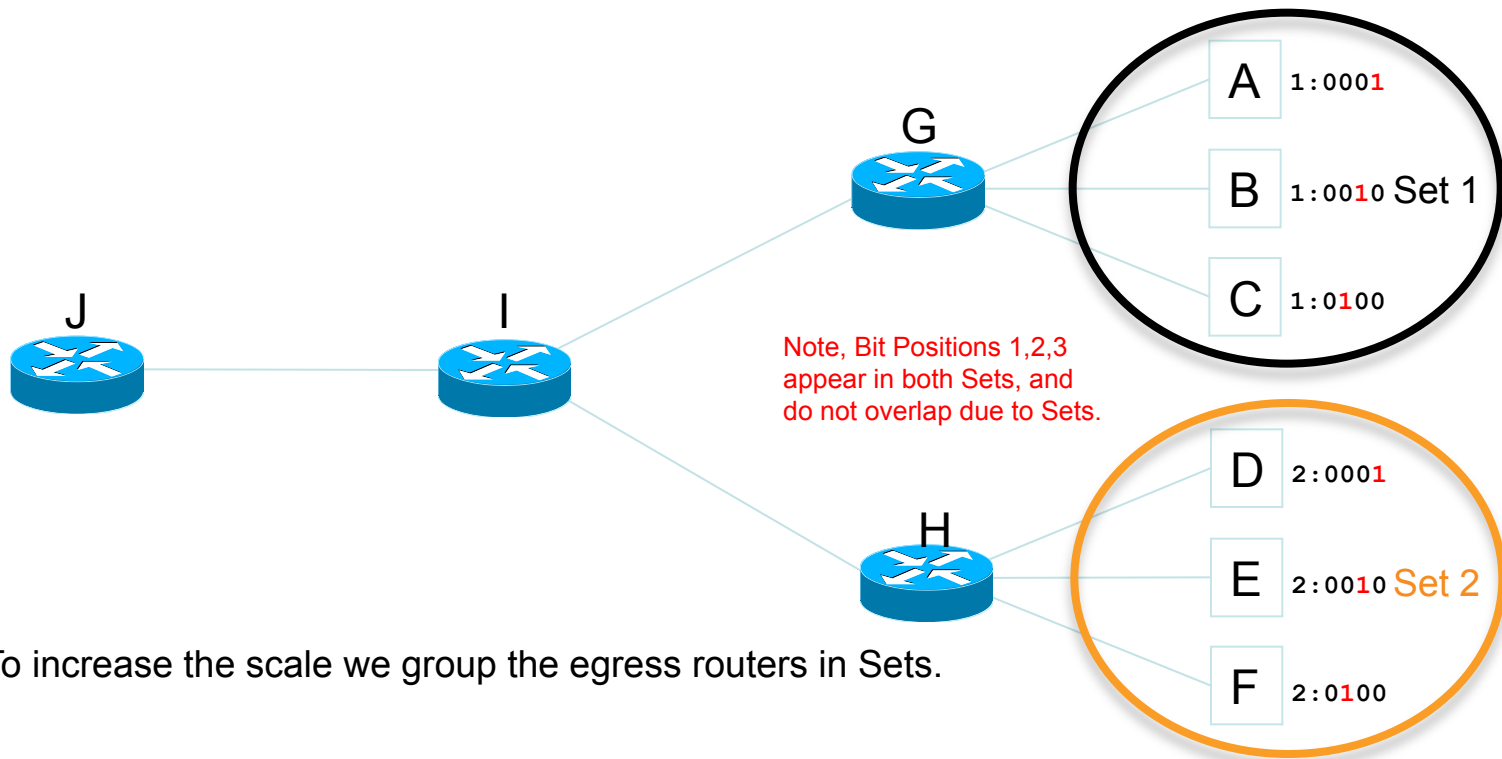 A 1:0001
G
B 1:0010 Set 1
C 1:0100
J
I
Note, Bit Positions 1,2,3
appear in both Sets, and
do not overlap due to Sets.
D 2:0001
H
E 2:0010 Set 2
F 2:0100
To increase the scale we group the egress routers in Sets.